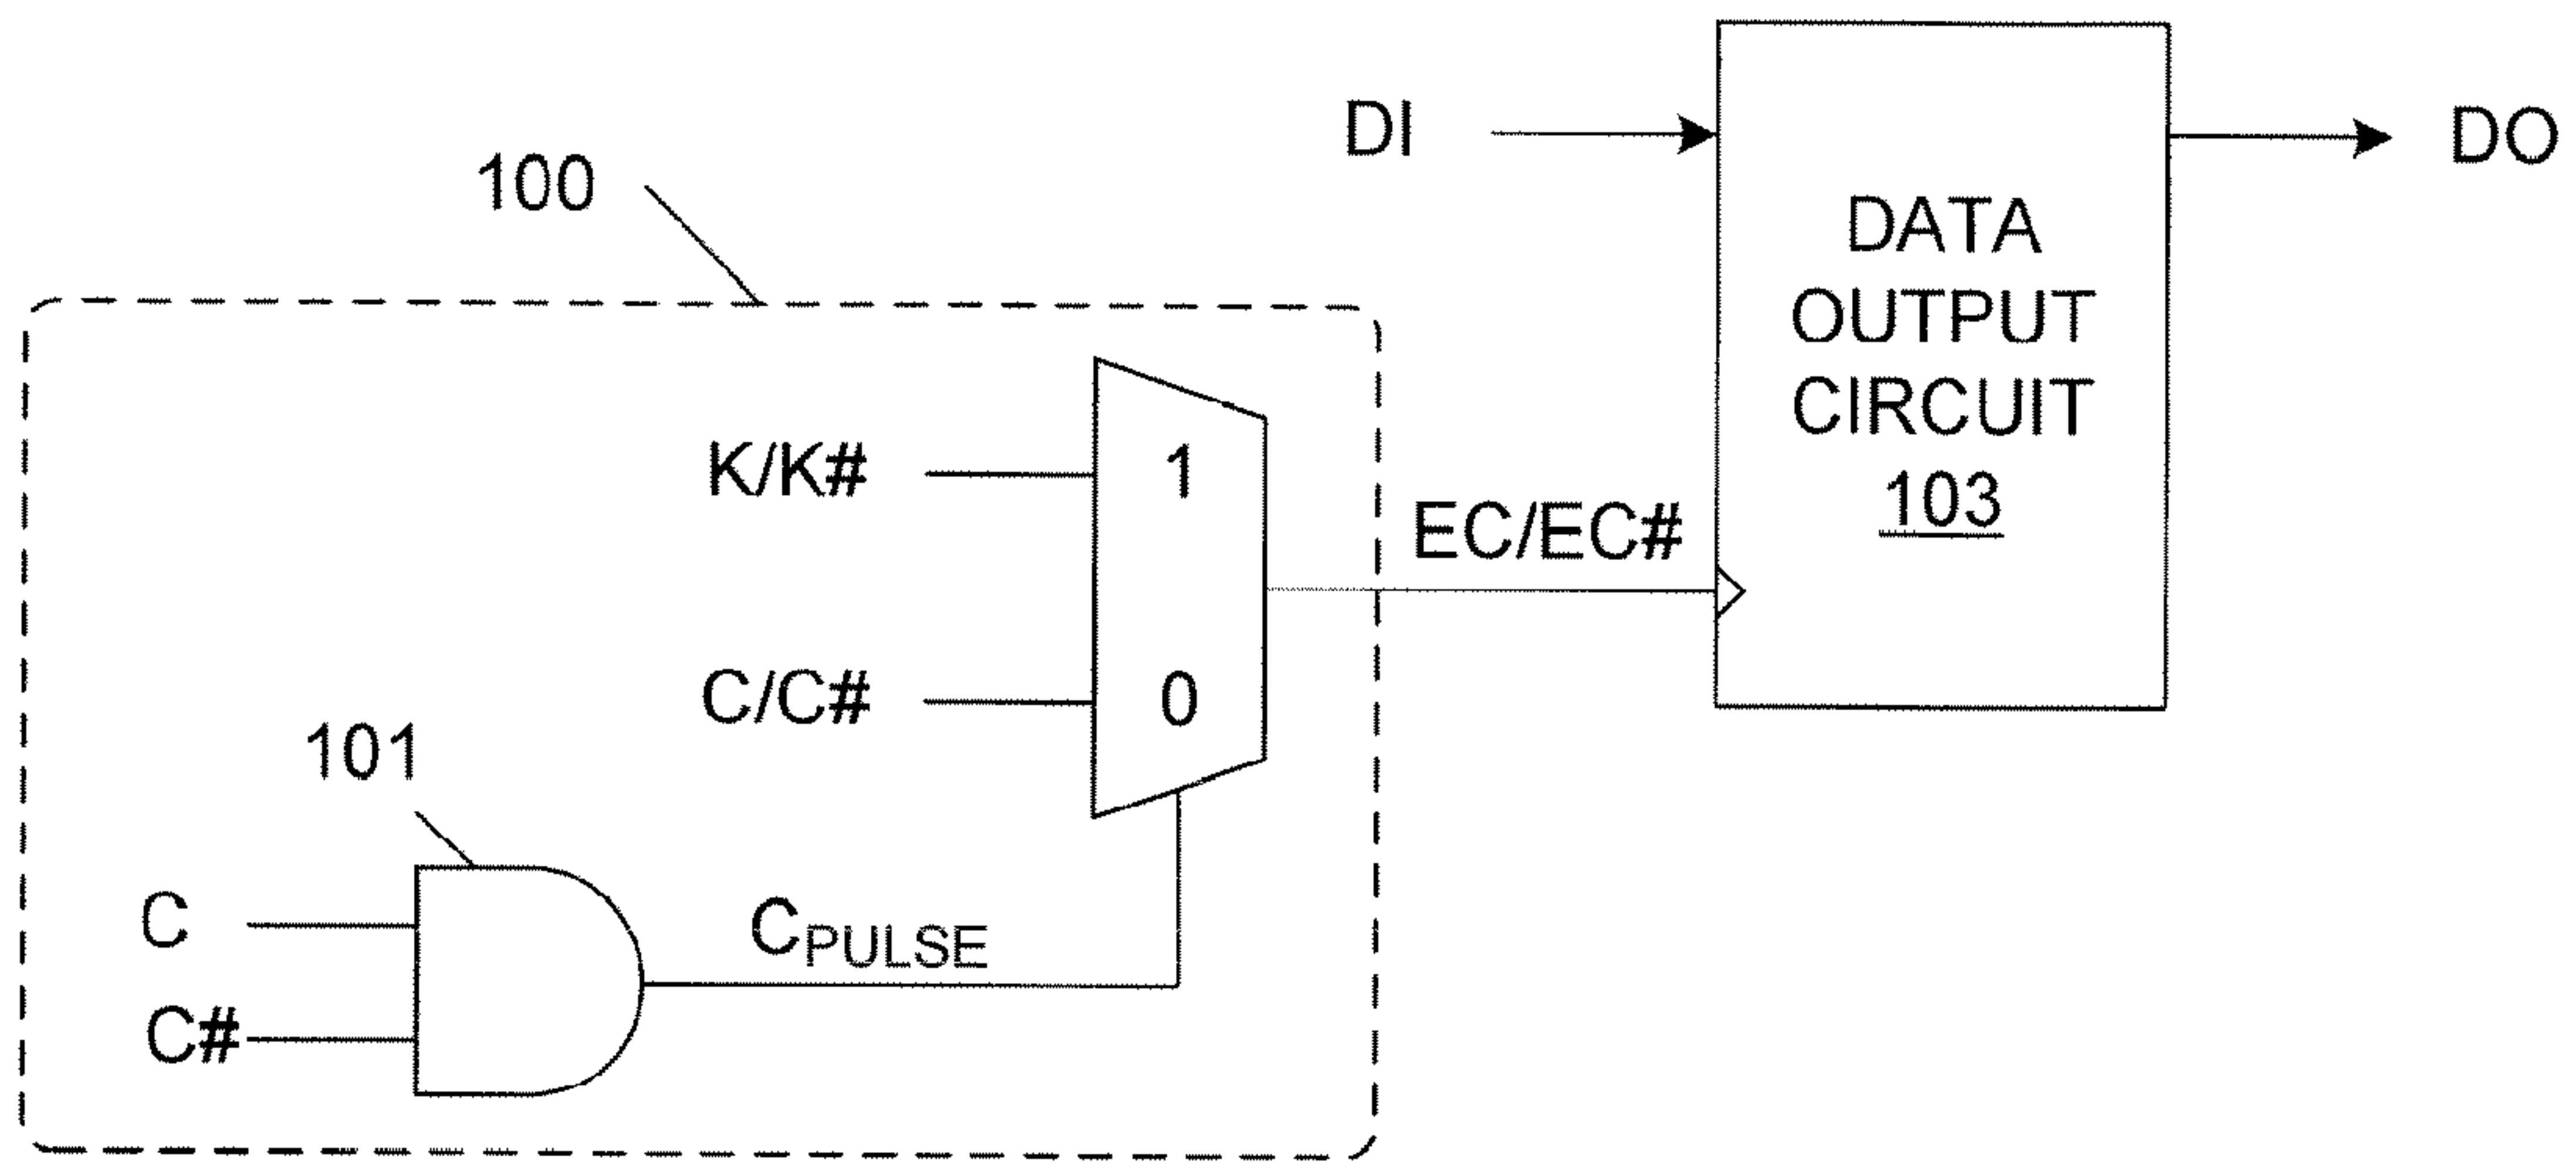 DI
DO
100
DATA
OUTPUT
CIRCUIT
103
K/K#
1
EC/EC#
C/C#
0
101
C
CPULSE
C#